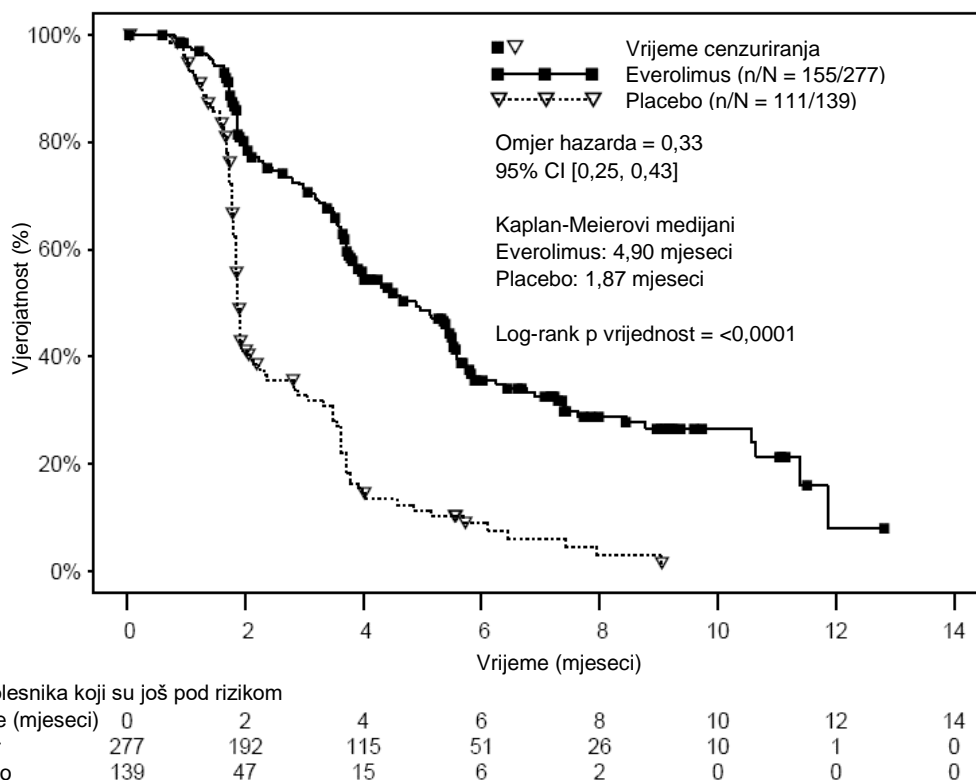 100%
80%
60%
40%
20%
0%
Vjerojatnost (%)
Vrijeme cenzuriranja
Everolimus (n/N = 155/277)
Placebo (n/N = 111/139)
Omjer hazarda = 0,33
95% CI [0,25, 0,43]
Kaplan-Meierovi medijani
Everolimus: 4,90 mjeseci
Placebo: 1,87 mjeseci
Log-rank p vrijednost = <0,0001
0 2 4 6 8 10 12 14
Vrijeme (mjeseci)
koji su još pod rizikom
(mjeseci) 0 2 4 6 8 10 12 14
277 192 115 51 26 10 1 0
139 47 15 6 2 0 0 0